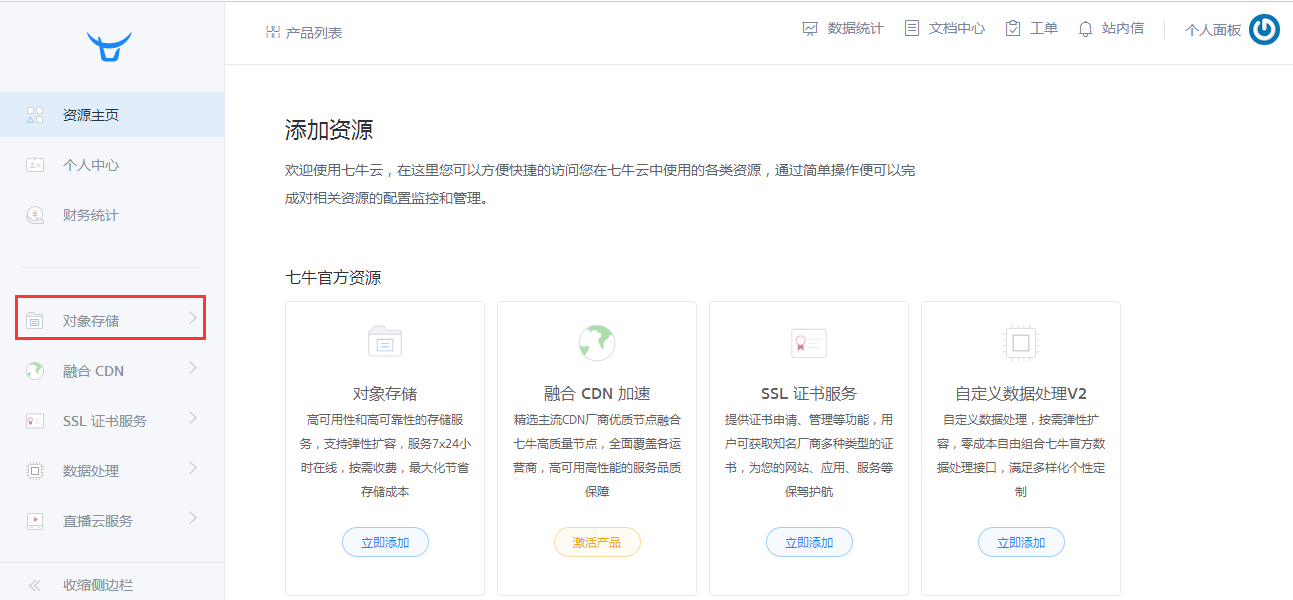 产品列表
数据统计
文档中心
工单
站内信
个人面板
资源主页
个人中心
财务统计
对象存储
融合 CDN
SSL 证书服务
数据处理
直播云服务
收缩侧边栏
添加资源
欢迎使用七牛云，在这里您可以方便快捷的访问您在七牛云中使用的各类资源，通过简单操作便可以完
成对相关资源的配置监控和管理。
七牛官方资源
对象存储
高可用性和高可靠性的存储服
务，支持弹性扩容，服务7x24小
时在线，按需收费，最大化节省
存储成本
立即添加
融合 CDN 加速
精选主流CDN厂商优质节点融合
七牛高质量节点，全面覆盖各运
营商，高可用高性能的服务品质
保障
激活产品
SSL 证书服务
提供证书申请、管理等功能，用
户可获取知名厂商多种类型的证
书，为您的网站、应用、服务等
保驾护航
立即添加
自定义数据处理V2
自定义数据处理，按需弹性扩
容，零成本自由组合七牛官方数
据处理接口，满足多样化个性定
制
立即添加